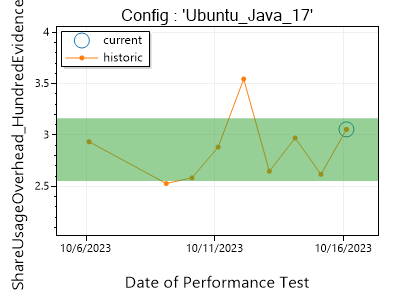 Config : 'Ubuntu_Java_17'
ShareUsageOverhead_HundredEvidence
current
historic
4
3.5
3
2.5
10/6/2023
10/11/2023
10/16/2023
Date of Performance Test